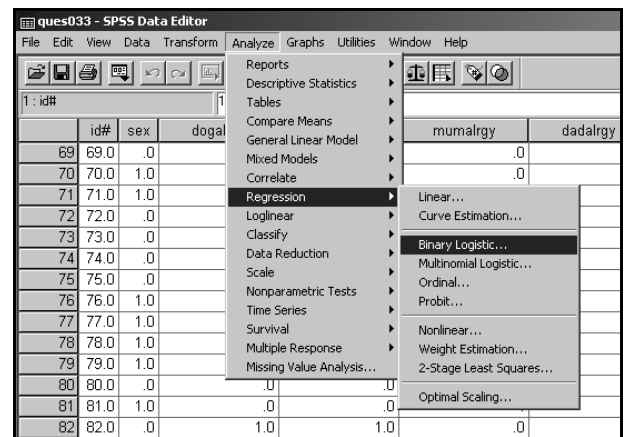 ques033 - SPSS Data Editor
File Edit View Data Transform Analyze Graphs Utilities Window Help
1 : id#
1
id# sex dogal mumalrgy dadalrgy
69 69.0 .0 .0
70 70.0 1.0 .0
71 71.0 1.0
72 72.0 .0
73 73.0 .0
74 74.0 .0
75 75.0 .0
76 76.0 1.0
77 77.0 1.0
78 78.0 1.0
79 79.0 1.0
80 80.0 .0 .0 .0
81 81.0 1.0 .0 .0
82 82.0 .0 1.0 1.0 .0
Reports
Descriptive Statistics
Tables
Compare Means
General Linear Model
Mixed Models
Correlate
Regression
Loglinear
Classify
Data Reduction
Scale
Nonparametric Tests
Time Series
Survival
Multiple Response
Missing Value Analysis...
Linear...
Curve Estimation...
Binary Logistic...
Multinomial Logistic...
Ordinal...
Probit...
Nonlinear...
Weight Estimation...
2-Stage Least Squares...
Optimal Scaling...